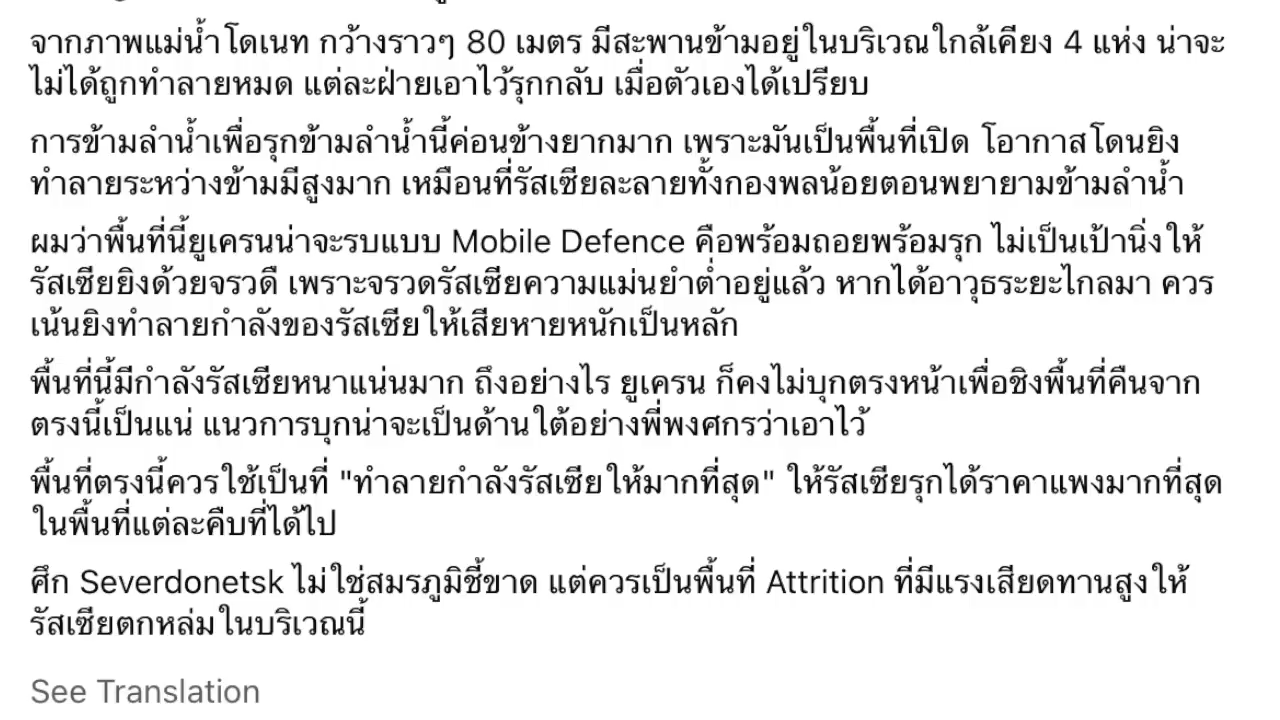 จากภาพแม่น้ำโดเนท กว้างราวๆ 80 เมตร มีสะพานข้ามอยู่ในบริเวณใกล้เคียง 4 แห่ง น่าจะ
ไม่ได้ถูกทำลายหมด แต่ละฝ่ายเอาไว้รุกกลับ เมื่อตัวเองได้เปรียบ
การข้ามลำน้ำเพื่อรุกข้ามลำน้ำนี้ค่อนข้างยากมาก เพราะมันเป็นพื้นที่เปิด โอากาสโดนยิง
ทำลายระหว่างข้ามมีสูงมาก เหมือนที่รัสเซียละลายทั้งกองพลน้อยตอนพยายามข้ามลำน้ำ
ผมว่าพื้นที่นี้ยูเครนน่าจะรบแบบ Mobile Defence คือพร้อมถอยพร้อมรุก ไม่เป็นเป้านิ่งให้
รัสเซียยิงด้วยจรวดื เพราะจรวดรัสเซียความแม่นยำต่ำอยู่แล้ว หากได้อาวุธระยะไกลมา ควร
เน้นยิงทำลายกำลังของรัสเซียให้เสียหายหนักเป็นหลัก
พื้นที่นี้มีกำลังรัสเซียหนาแน่นมาก ถึงอย่างไร ยูเครน ก็คงไม่บุกตรงหน้าเพื่อชิงพื้นที่คืนจาก
ตรงนี้เป็นแน่ แนวการบุกน่าจะเป็นด้านใต้อย่างพี่พงศกรว่าเอาไว้
พื้นที่ตรงนี้ควรใช้เป็นที่ "ทำลายกำลังรัสเซียให้มากที่สุด" ให้รัสเซียรุกได้ราคาแพงมากที่สุด
ในพื้นที่แต่ละคืบที่ได้ไป
ศึก Severdonetsk ไม่ใช่สมรภูมิชี้ขาด แต่ควรเป็นพื้นที่ Attrition ที่มีแรงเสียดทานสูงให้
รัสเซียตกหล่มในบริเวณนี้
See Translation